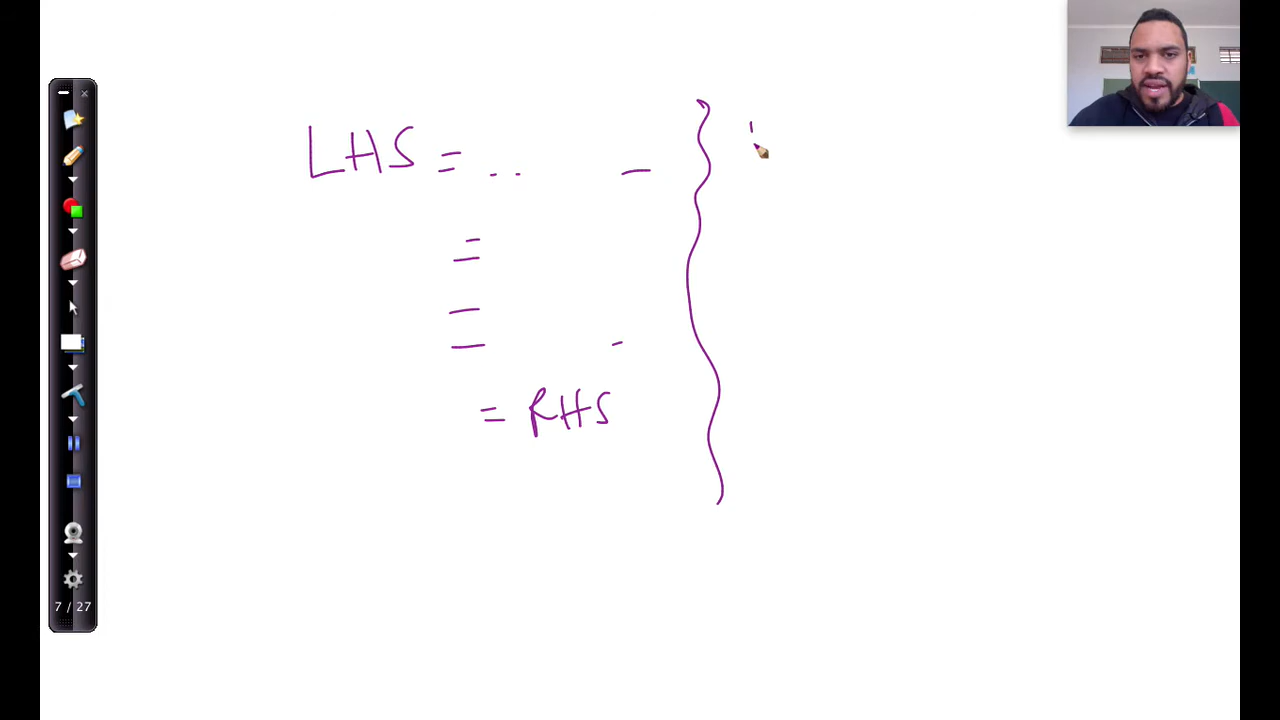 LHS = .. -
=
=
= RHS
7 / 27